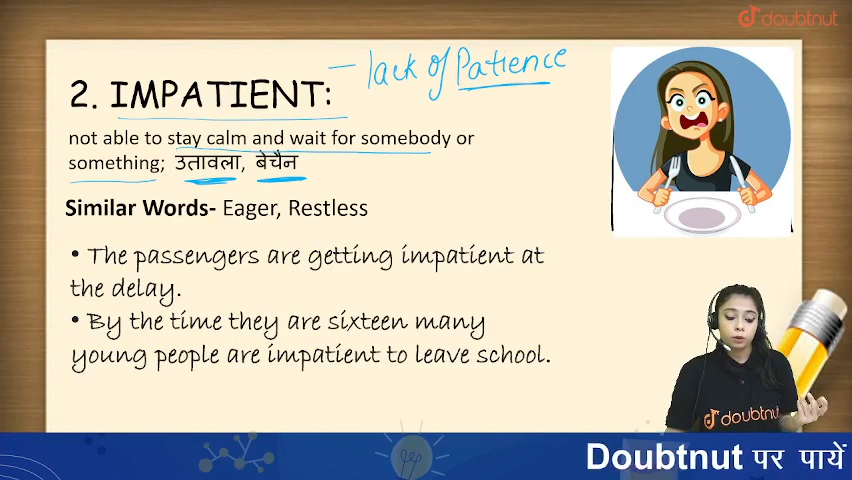 doubtnut
– lack of Patience
2. IMPATIENT:
not able to stay calm and wait for somebody or
something; उतावला, बेचैन
Similar Words- Eager, Restless
• The passengers are getting impatient at
the delay.
• By the time they are sixteen many
young people are impatient to leave school.
doubtnut
Doubtnut पर पायें